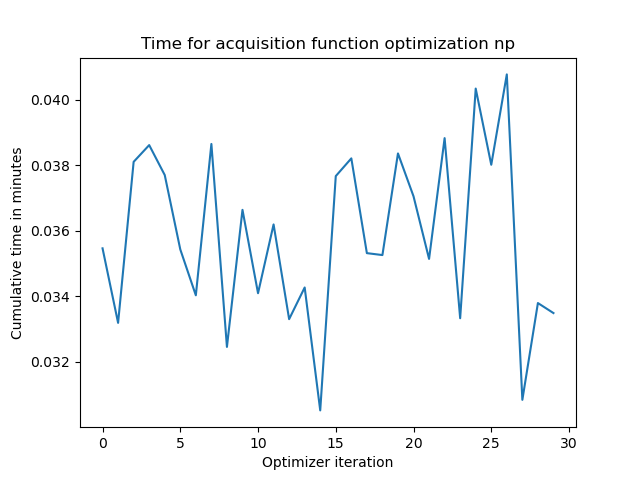 Time for acquisition function optimization np
Cumulative time in minutes
0.040
0.038
0.036
0.034
0.032
0 5 10 15 20 25 30
Optimizer iteration